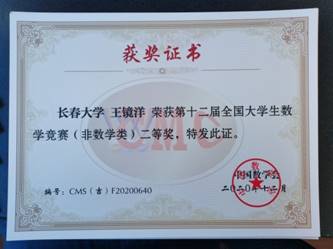 获奖证书
长春大学 王镜洋 荣获第十二届全国大学生数
学竞赛（非数学类）二等奖，特发此证。
CMC
中国数学会
编号：CMS（吉）F20200640
二〇二〇年十二月